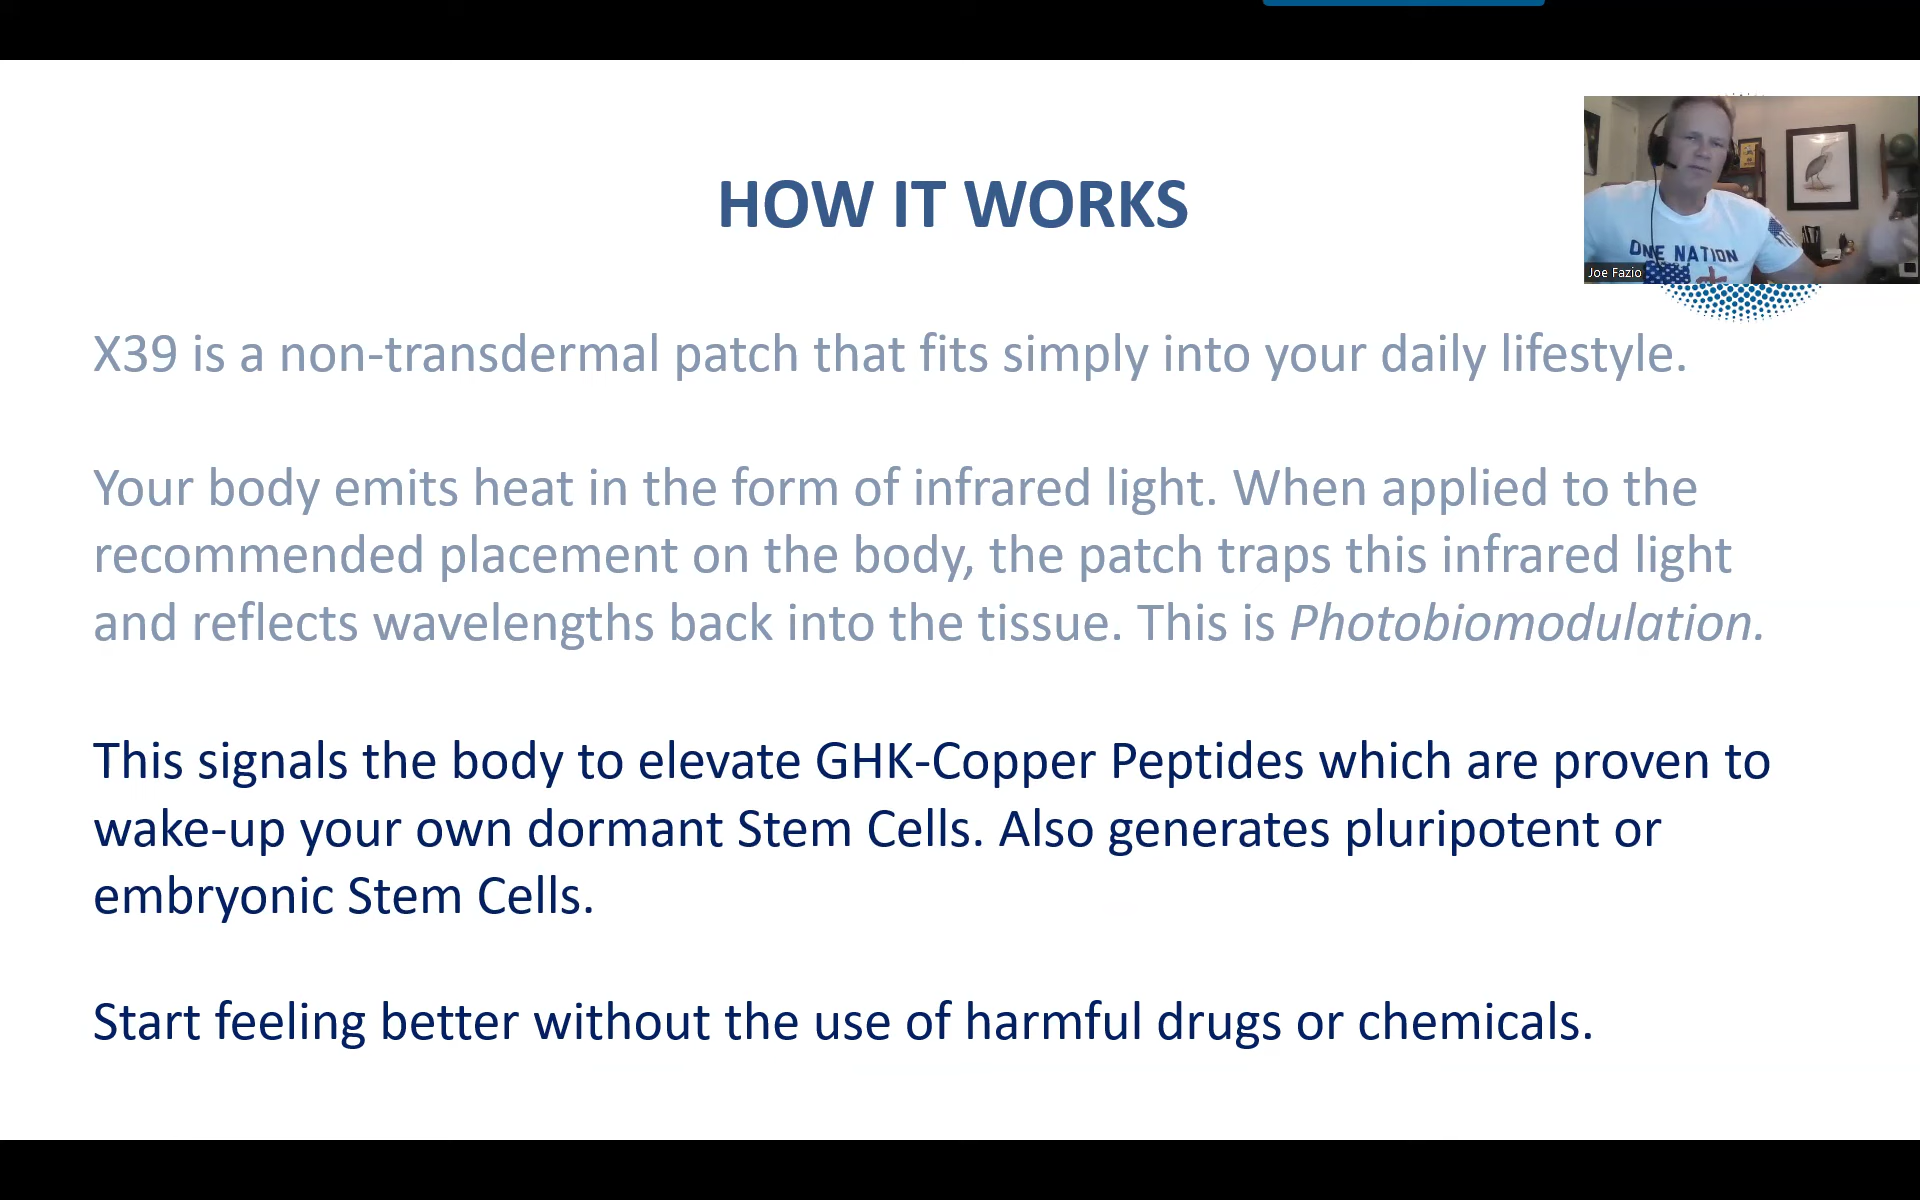 HOW IT WORKS
ONE NATION
Joe Fazio
X39 is a non-transdermal patch that fits simply into your daily lifestyle.
Your body emits heat in the form of infrared light. When applied to the
recommended placement on the body, the patch traps this infrared light
and reflects wavelengths back into the tissue. This is Photobiomodulation.
This signals the body to elevate GHK-Copper Peptides which are proven to
wake-up your own dormant Stem Cells. Also generates pluripotent or
embryonic Stem Cells.
Start feeling better without the use of harmful drugs or chemicals.